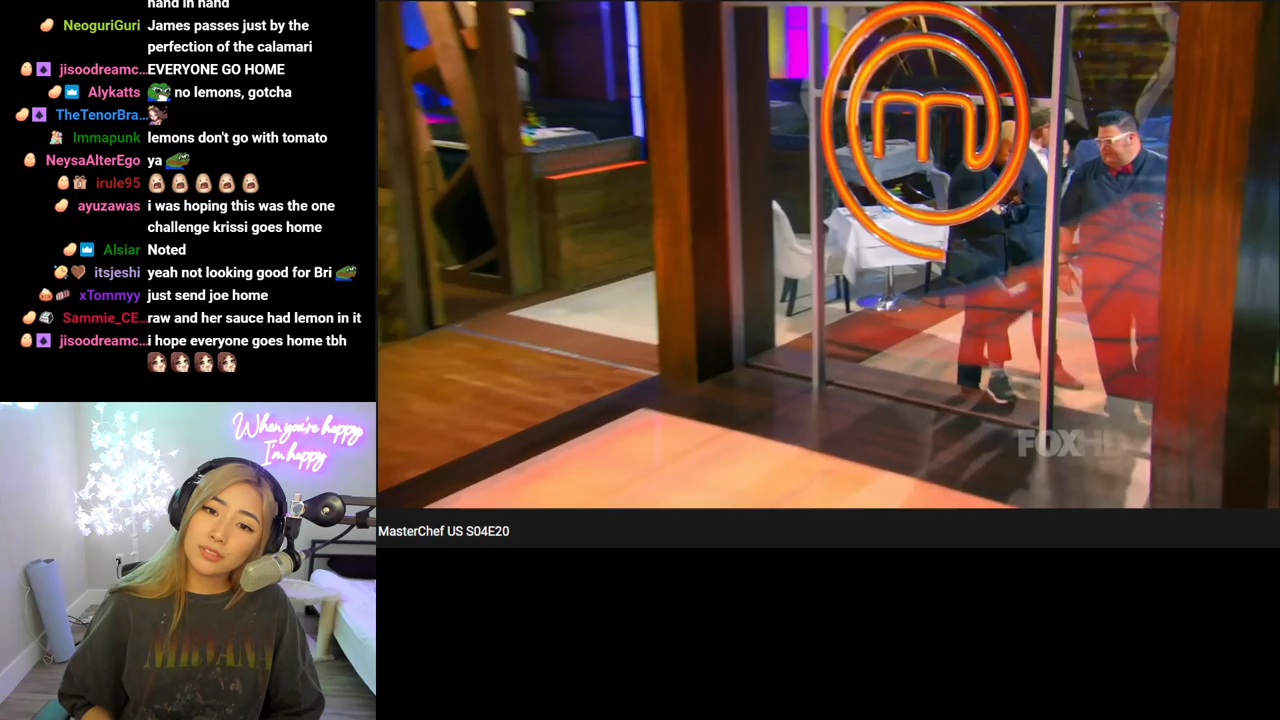 hand in hand
NeoguriGuri James passes just by the
perfection of the calamari
jisoodreamc... EVERYONE GO HOME
Alykatts no lemons, gotcha
TheTenorBra...
Immapunk lemons don't go with tomato
NeysaAlterEgo ya
irule95
ayuzawas i was hoping this was the one
challenge krissi goes home
Alsiar Noted
itsjeshi yeah not looking good for Bri
xTommyy just send joe home
Sammie_CE... raw and her sauce had lemon in it
jisoodreamc... i hope everyone goes home tbh
m
FOXHD
MasterChef US S04E20
When you're happy
I'm happy
NIRVANA